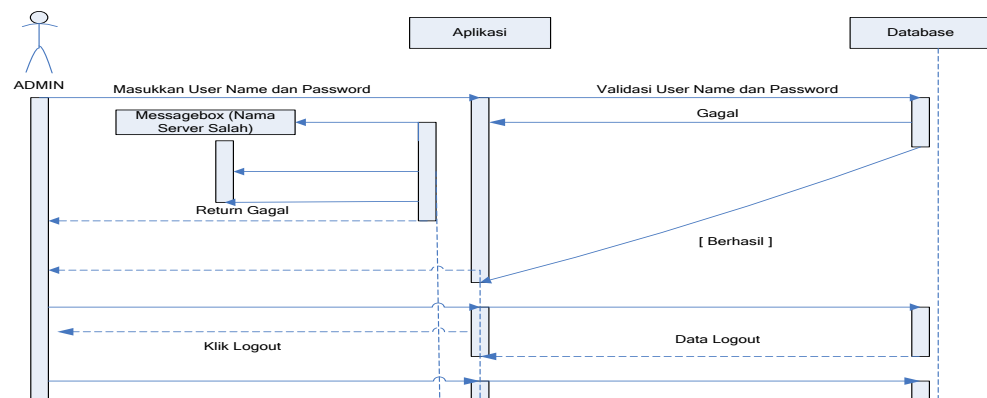 Aplikasi
Database
ADMIN
Masukkan User Name dan Password
Validasi User Name dan Password
Messagebox (Nama
Server Salah)
Gagal
Return Gagal
[ Berhasil ]
Klik Logout
Data Logout